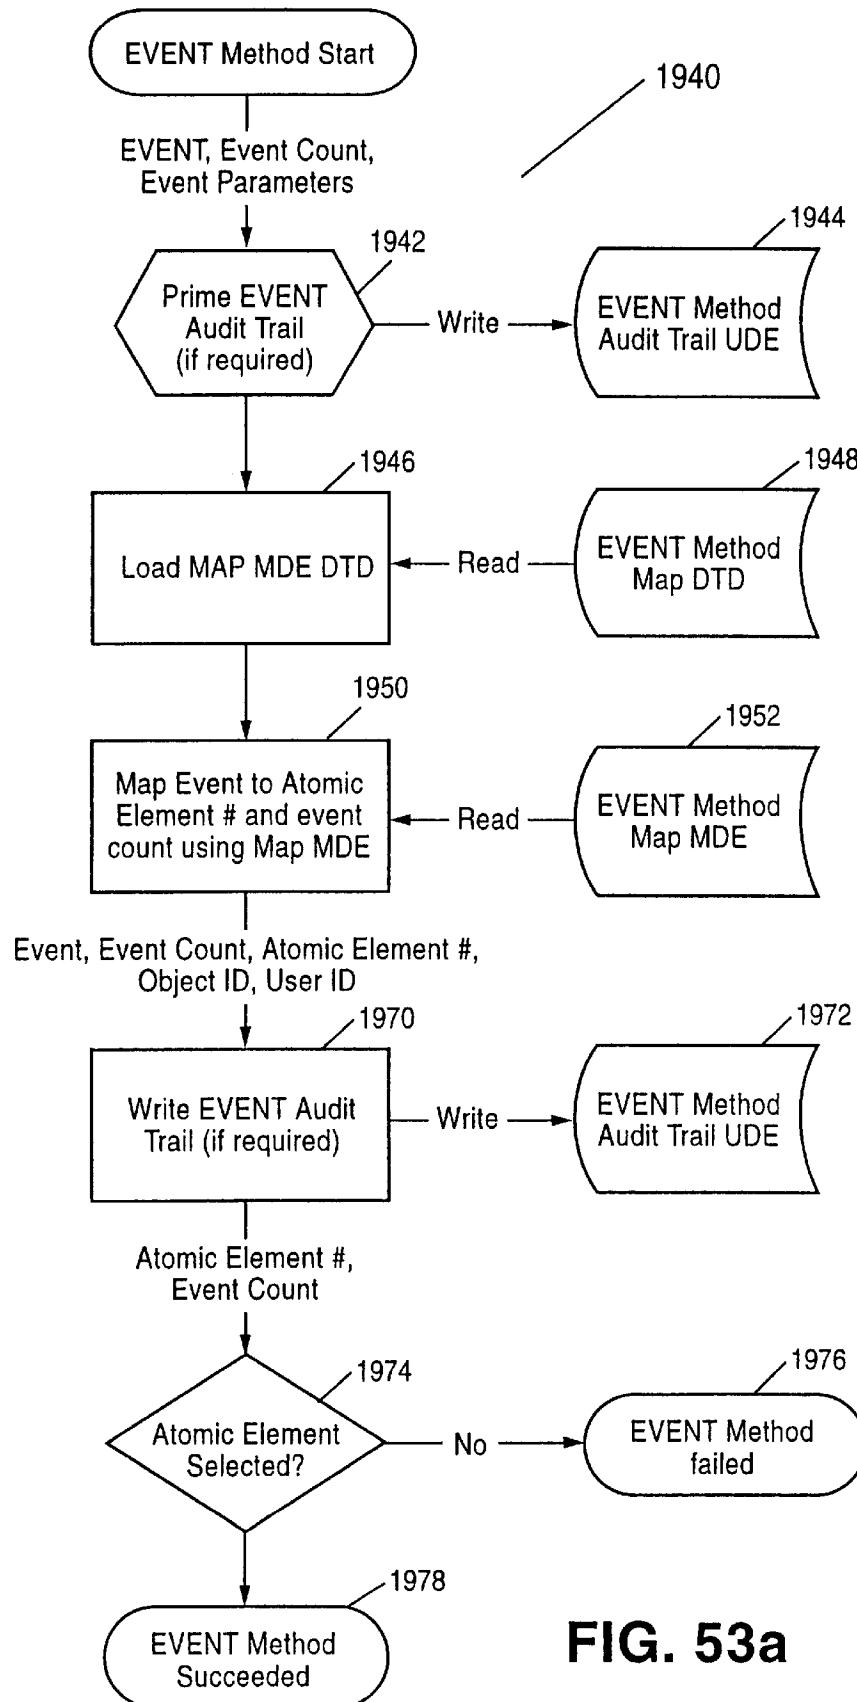 EVENT Method Start
1940
EVENT, Event Count,
Event Parameters
1942
1944
Prime EVENT
Audit Trail
(if required)
Write
EVENT Method
Audit Trail UDE
1946
1948
Load MAP MDE DTD
Read
EVENT Method
Map DTD
1950
1952
Map Event to Atomic
Element # and event
count using Map MDE
Read
EVENT Method
Map MDE
Event, Event Count, Atomic Element #,
Object ID, User ID
1970
1972
Write EVENT Audit
Trail (if required)
Write
EVENT Method
Audit Trail UDE
Atomic Element #,
Event Count
1974
1976
Atomic Element
Selected?
No
EVENT Method
failed
1978
EVENT Method
Succeeded
FIG. 53a